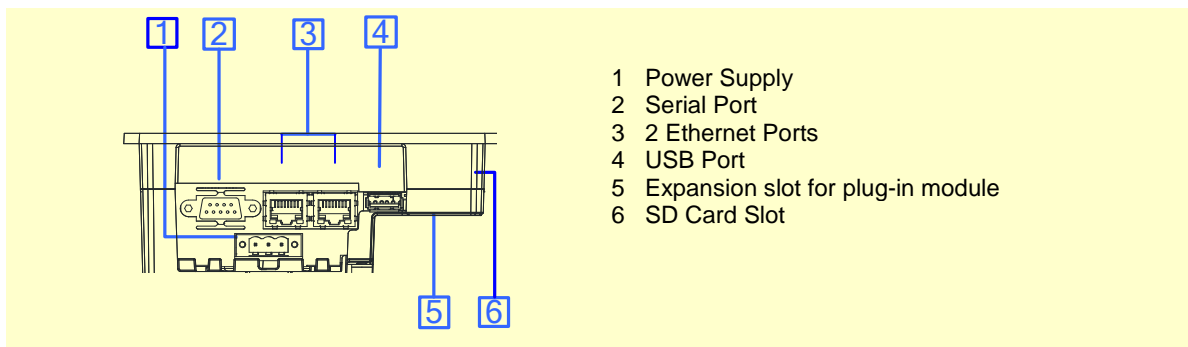 1 2 3 4
1 Power Supply
2 Serial Port
3 2 Ethernet Ports
4 USB Port
5 Expansion slot for plug-in module
6 SD Card Slot
5 6